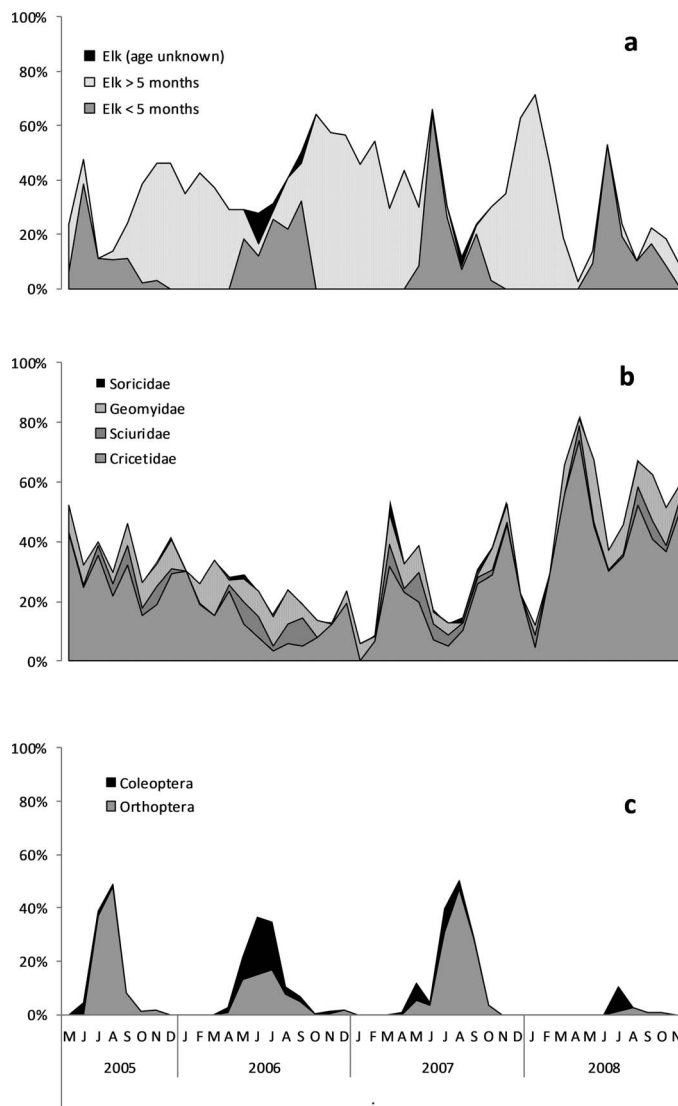 100%
a
Elk (age unknown)
80%
Elk > 5 months
Elk < 5 months
60%
40%
20%
0%
100%
b
Soricidae
Geomyidae
80%
Sciuridae
Cricetidae
60%
40%
20%
0%
100%
Coleoptera
c
80%
Orthoptera
60%
40%
20%
0%
M J J A S O N D J F M A M J J A S O N D J F M A M J J A S O N D J F M A M J J A S O N
2005 2006 2007 2008